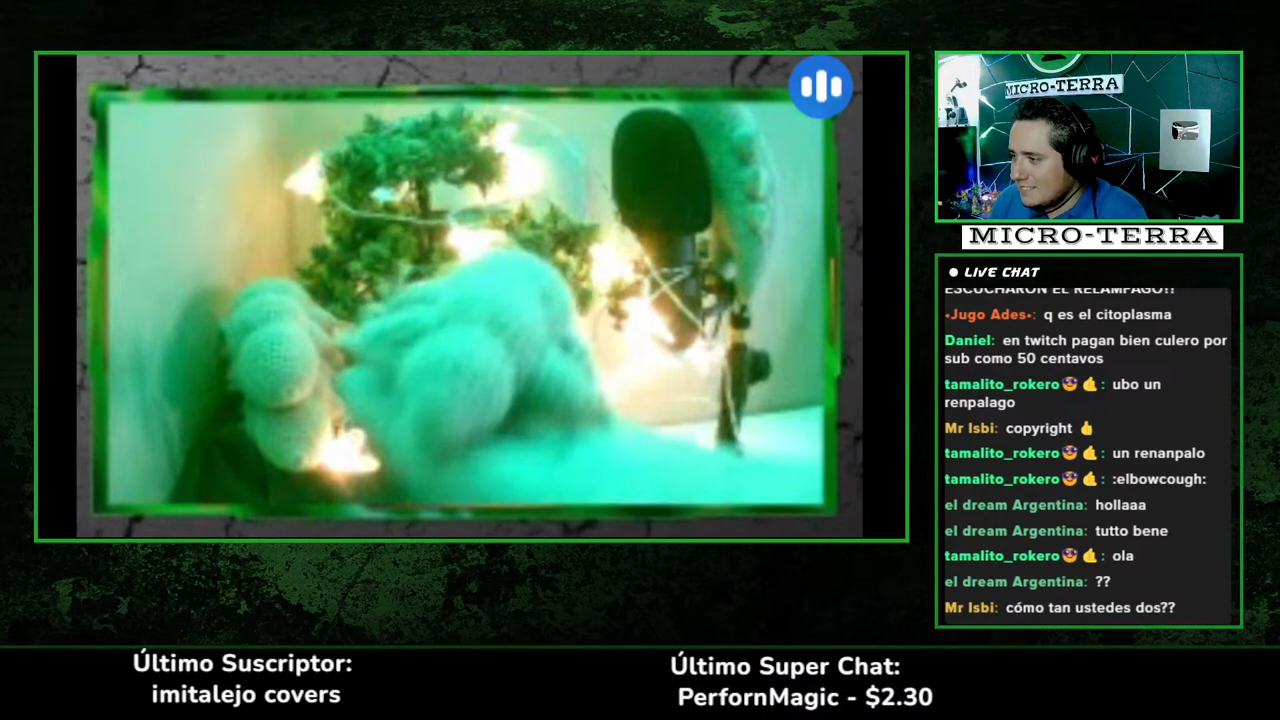 MICRO-TERRA
MICRO-TERRA
LIVE CHAT
ESCUCHARON EL RELAMPAGO!!
•Jugo Ades•: q es el citoplasma
Daniel: en twitch pagan bien culero por
sub como 50 centavos
tamalito_rokero😎🤙: ubo un
renpalago
Mr Isbi: copyright 👍
tamalito_rokero😎🤙: un renanpalo
tamalito_rokero😎🤙: :elbowcough:
el dream Argentina: hollaaa
el dream Argentina: tutto bene
tamalito_rokero😎🤙: ola
el dream Argentina: ??
Mr Isbi: cómo tan ustedes dos??
Último Suscriptor:
imitalejo covers
Último Super Chat:
PerfornMagic - $2.30